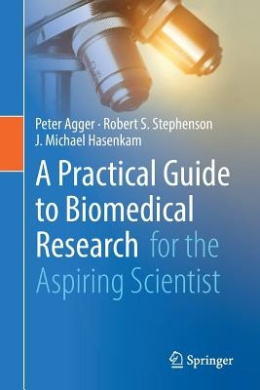 Peter Agger · Robert S. Stephenson
J. Michael Hasenkam
A Practical Guide
to Biomedical
Research for the
Aspiring Scientist
Springer